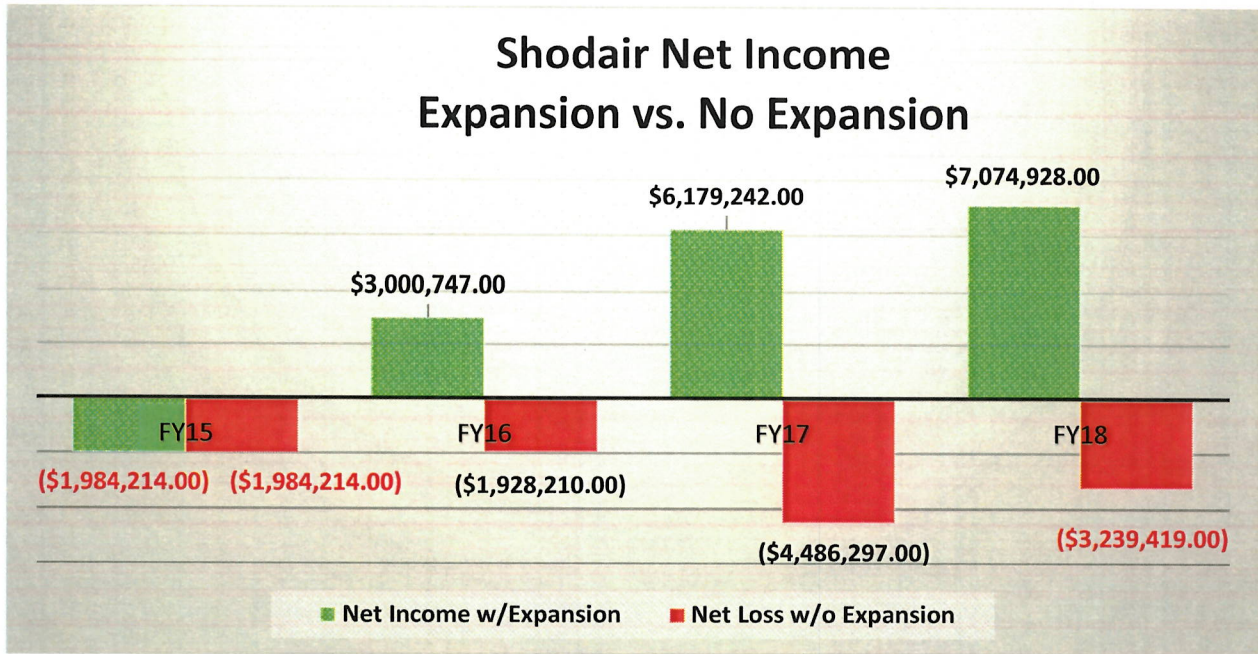 Shodair Net Income
Expansion vs. No Expansion
$7,074,928.00
$6,179,242.00
$3,000,747.00
FY15 FY16 FY17 FY18
($1,984,214.00) ($1,984,214.00) ($1,928,210.00)
($4,486,297.00) ($3,239,419.00)
Net Income w/Expansion Net Loss w/o Expansion